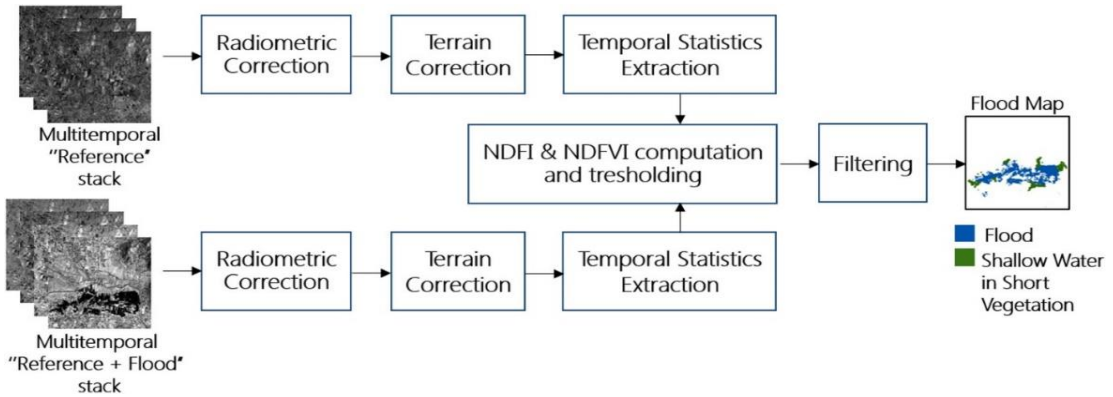 Radiometric
Correction
Terrain
Correction
Temporal Statistics
Extraction
Multitemporal
"Reference"
stack
NDFI & NDFVI computation
and tresholding
Filtering
Flood Map
Radiometric
Correction
Terrain
Correction
Temporal Statistics
Extraction
Flood
Shallow Water
in Short
Vegetation
Multitemporal
"Reference + Flood"
stack